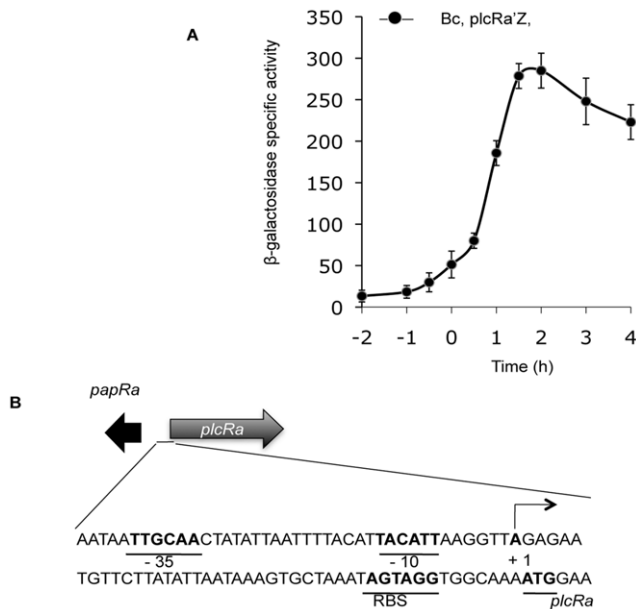 A
Bc, plcRa'Z,
β-galactosidase specific activity
350
300
250
200
150
100
50
0
-2 -1 0 1 2 3 4
Time (h)
B
papRa
plcRa
AATAATTGCAACTATATTAATTTTACATTACATTAAGGTTAGAGAA
- 35 - 10 + 1
TGTTCTTATATTAATAAAGTGCTAAATAGTAGGTGGCAAAATGGAA
RBS plcRa